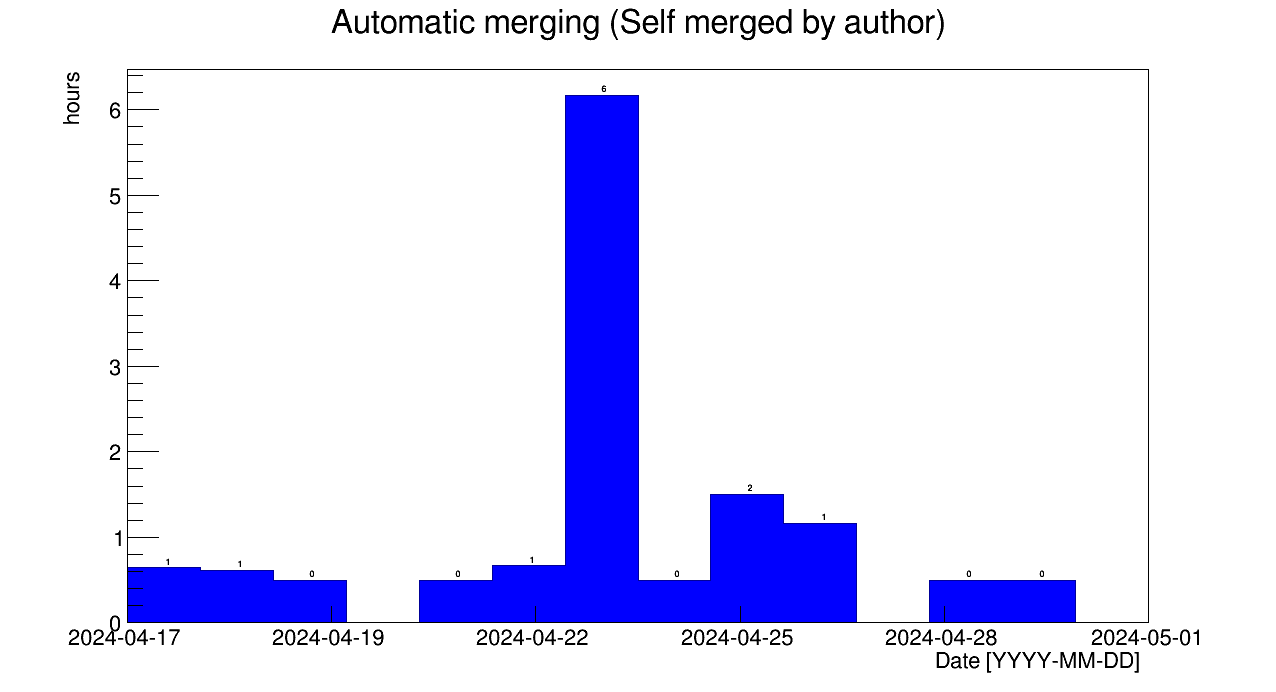 Automatic merging (Self merged by author)
hours
6
5
4
3
2
1
0
1 1 0 0 1 6 0 2 1 0 0
2024-04-17 2024-04-19 2024-04-22 2024-04-25 2024-04-28 2024-05-01
Date [YYYY-MM-DD]